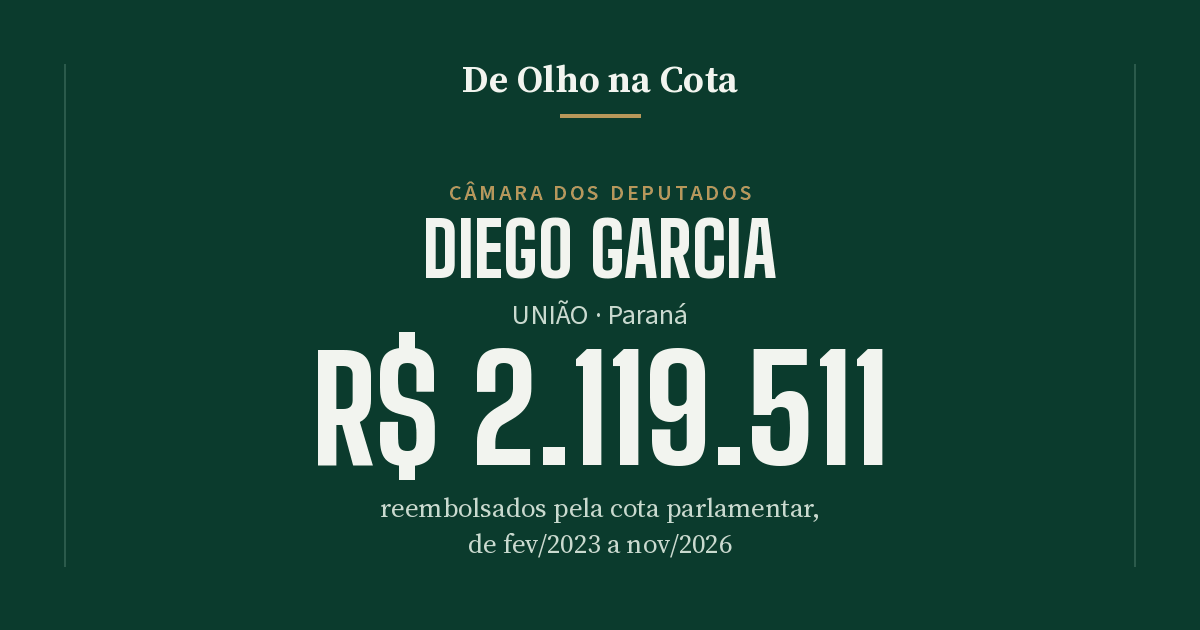 De Olho na Cota
CÂMARA DOS DEPUTADOS
DIEGO GARCIA
UNIÃO · Paraná
R$ 2.119.511
reembolsados pela cota parlamentar,
de fev/2023 a nov/2026